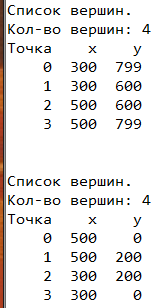 Список вершин.
Кол-во вершин: 4
Точка x y
0 300 799
1 300 600
2 500 600
3 500 799
Список вершин.
Кол-во вершин: 4
Точка x y
0 500 0
1 500 200
2 300 200
3 300 0